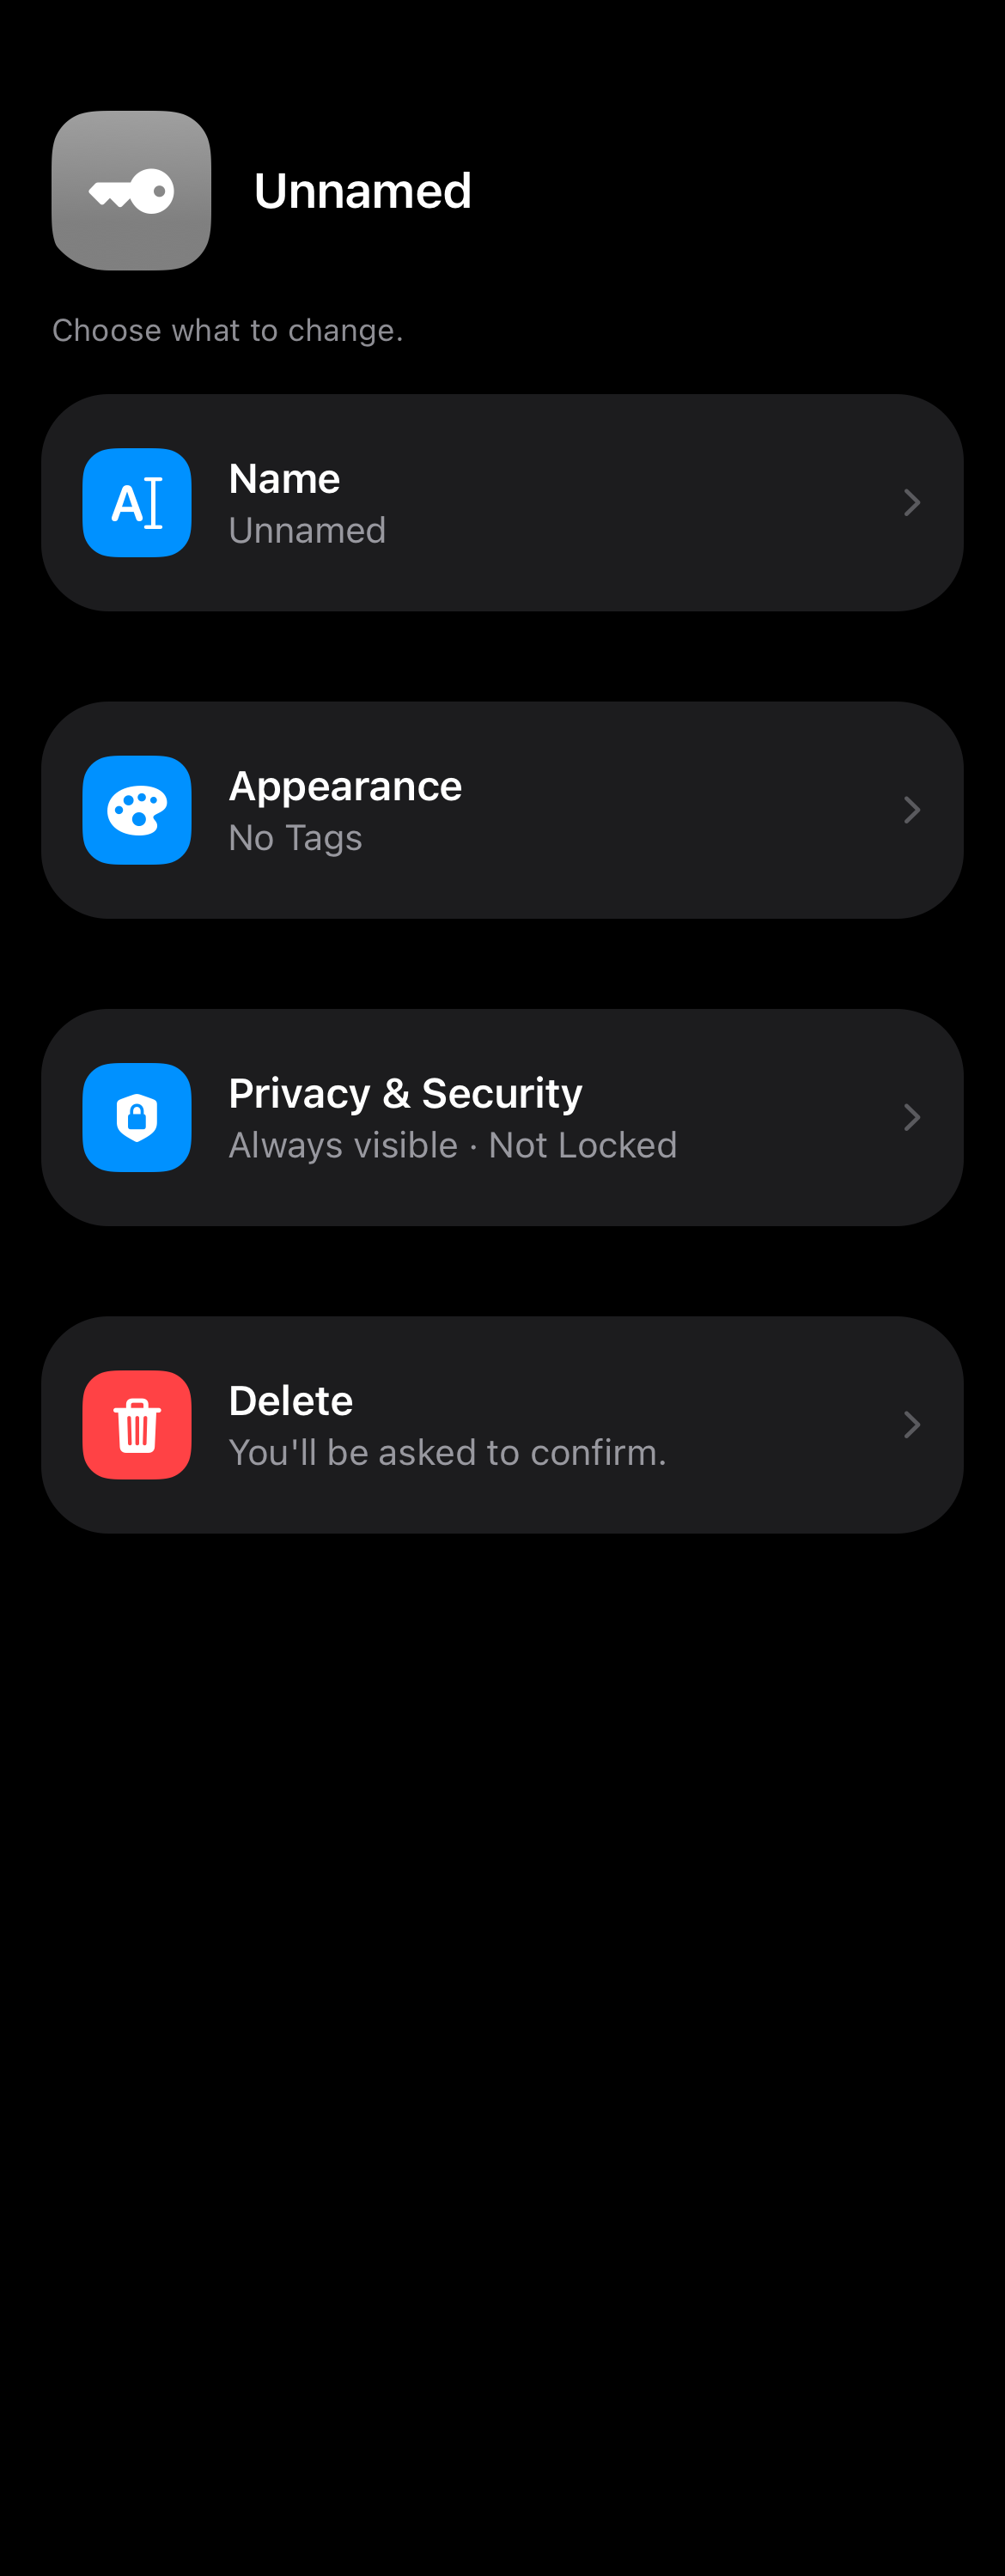 Unnamed
Choose what to change.
Name
Unnamed
Appearance
No Tags
Privacy & Security
Always visible · Not Locked
Delete
You'll be asked to confirm.